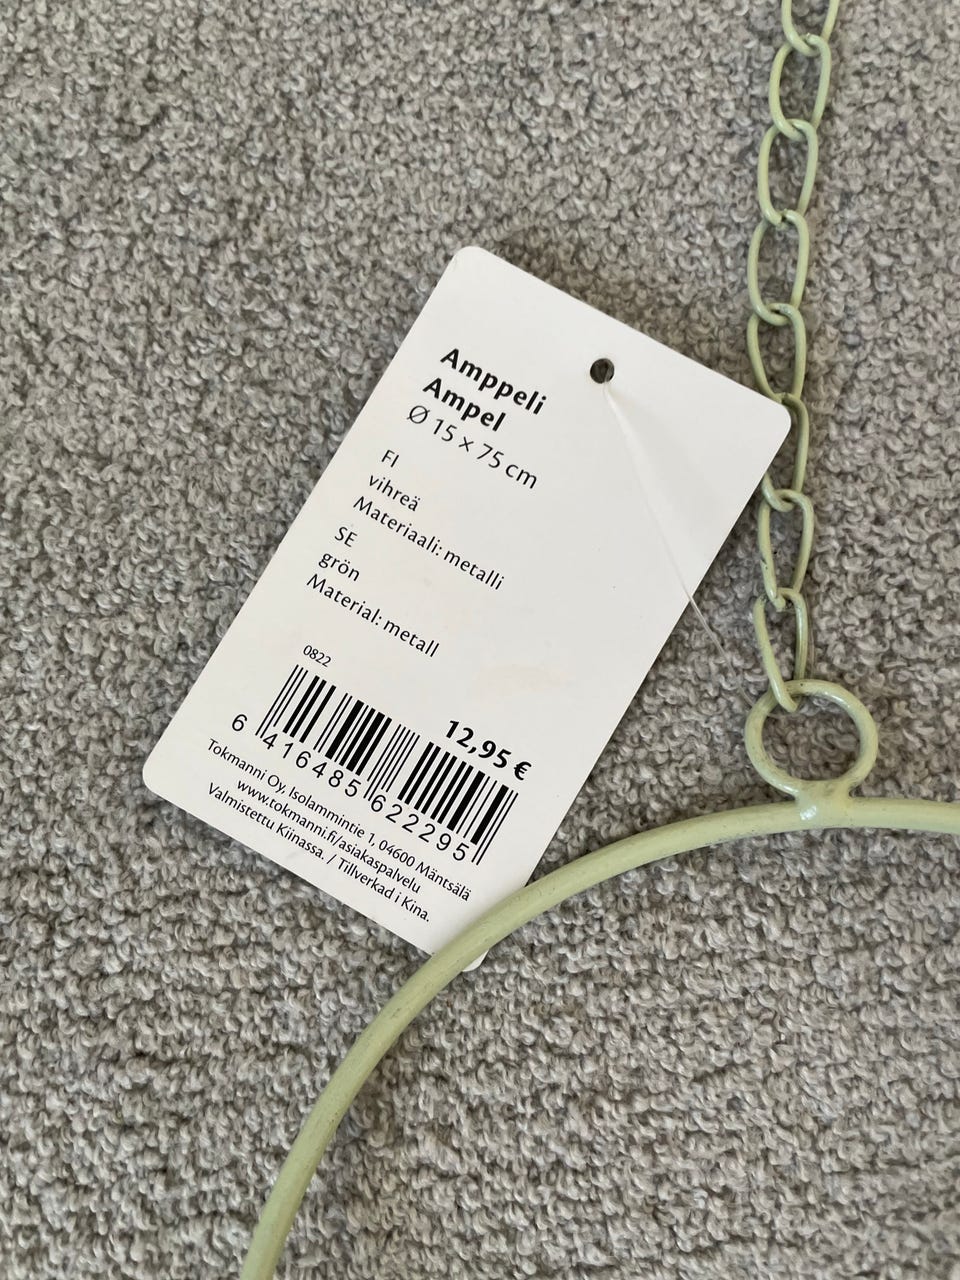 Amppeli
Ampel
Ø 15 x 75 cm
FI
vihreä
Materiaali: metalli
SE
grön
Material: metall
0822
12,95 €
6 416485 622295
Tokmanni Oy, Isolammintie 1, 04600 Mäntsälä
www.tokmanni.fi/asiakaspalvelu
Valmistettu Kiinassa. / Tillverkad i Kina.